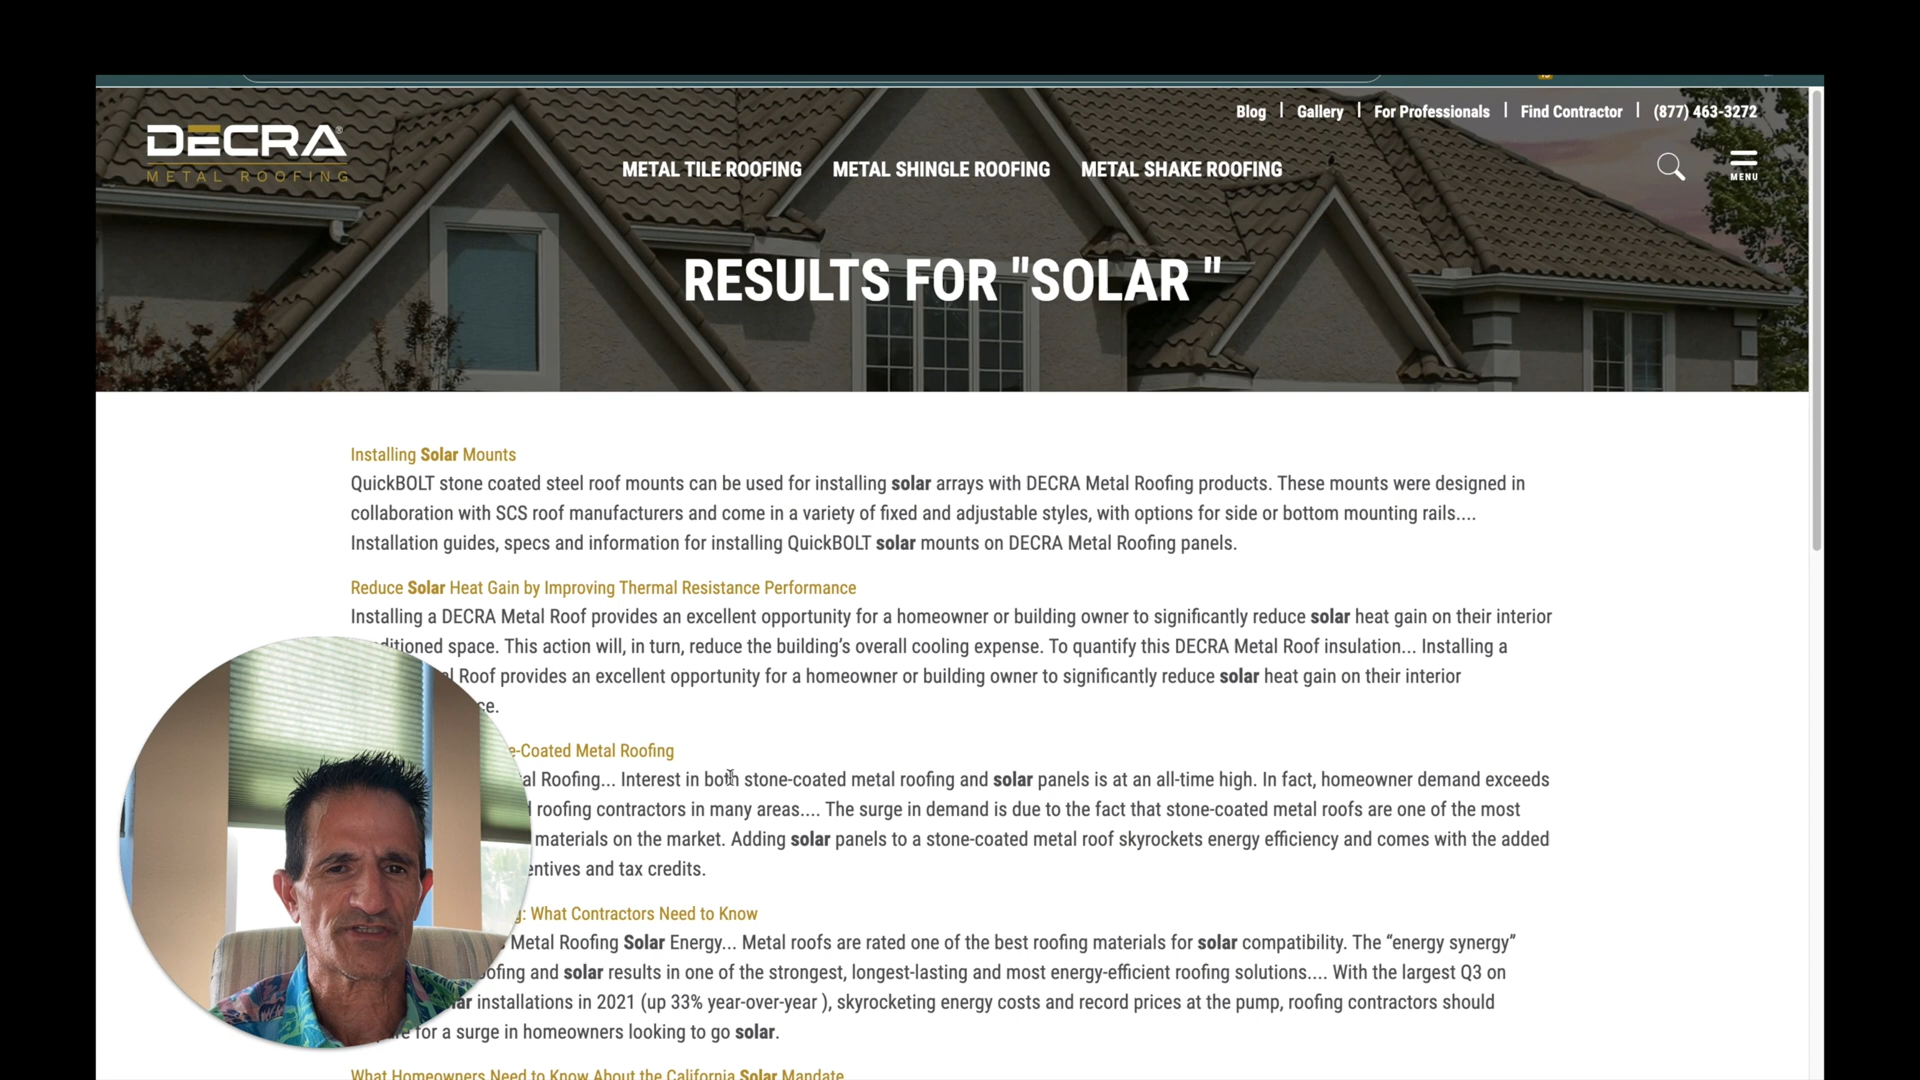 Blog | Gallery | For Professionals | Find Contractor | (877) 463-3272
DECRA®
METAL ROOFING
METAL TILE ROOFING METAL SHINGLE ROOFING METAL SHAKE ROOFING
MENU
RESULTS FOR "SOLAR "
Installing Solar Mounts
QuickBOLT stone coated steel roof mounts can be used for installing solar arrays with DECRA Metal Roofing products. These mounts were designed in
collaboration with SCS roof manufacturers and come in a variety of fixed and adjustable styles, with options for side or bottom mounting rails....
Installation guides, specs and information for installing QuickBOLT solar mounts on DECRA Metal Roofing panels.
Reduce Solar Heat Gain by Improving Thermal Resistance Performance
Installing a DECRA Metal Roof provides an excellent opportunity for a homeowner or building owner to significantly reduce solar heat gain on their interior
ditioned space. This action will, in turn, reduce the building's overall cooling expense. To quantify this DECRA Metal Roof insulation... Installing a
Roof provides an excellent opportunity for a homeowner or building owner to significantly reduce solar heat gain on their interior
ce.
e-Coated Metal Roofing
al Roofing... Interest in both stone-coated metal roofing and solar panels is at an all-time high. In fact, homeowner demand exceeds
roofing contractors in many areas.... The surge in demand is due to the fact that stone-coated metal roofs are one of the most
materials on the market. Adding solar panels to a stone-coated metal roof skyrockets energy efficiency and comes with the added
entives and tax credits.
g: What Contractors Need to Know
Metal Roofing Solar Energy... Metal roofs are rated one of the best roofing materials for solar compatibility. The “energy synergy”
ofing and solar results in one of the strongest, longest-lasting and most energy-efficient roofing solutions.... With the largest Q3 on
ar installations in 2021 (up 33% year-over-year ), skyrocketing energy costs and record prices at the pump, roofing contractors should
for a surge in homeowners looking to go solar.
What Homeowners Need to Know About the California Solar Mandate